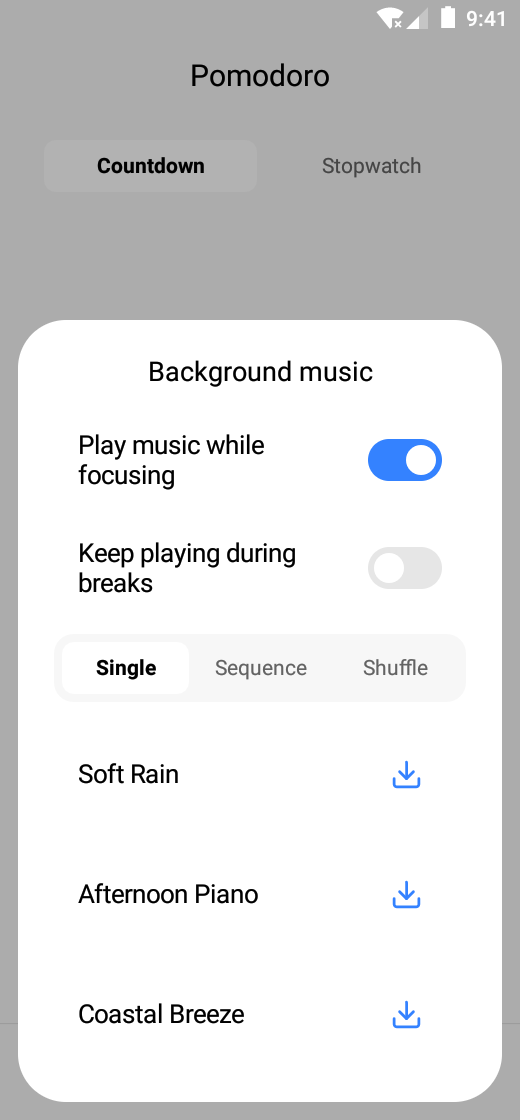 9:41
Pomodoro
Countdown Stopwatch
Background music
Play music while
focusing
Keep playing during
breaks
Single Sequence Shuffle
Soft Rain
Afternoon Piano
Coastal Breeze